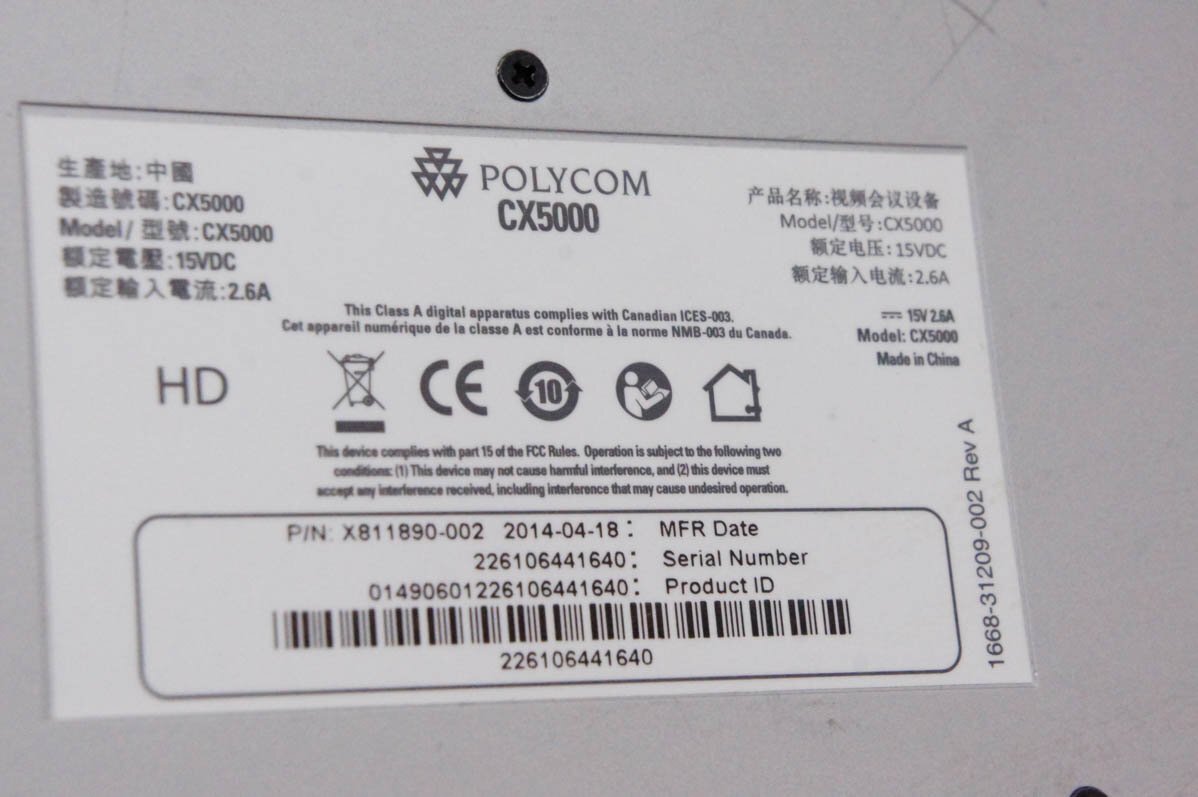 生產地:中國
製造號碼:CX5000
Model/ 型號:CX5000
額定電壓:15VDC
額定輸入電流:2.6A
POLYCOM
CX5000
产品名称:视频会议设备
Model/型号:CX5000
额定电压:15VDC
额定输入电流:2.6A
15V 2.6A
Model: CX5000
Made in China
This Class A digital apparatus complies with Canadian ICES-003.
Cet appareil numérique de la classe A est conforme à la norme NMB-003 du Canada.
HD
CE
10
This device complies with part 15 of the FCC Rules. Operation is subject to the following two
conditions: (1) This device may not cause harmful interference, and (2) this device must
accept any interference received, including interference that may cause undesired operation.
P/N: X811890-002 2014-04-18: MFR Date
226106441640: Serial Number
01490601226106441640: Product ID
226106441640
1668-31209-002 Rev A